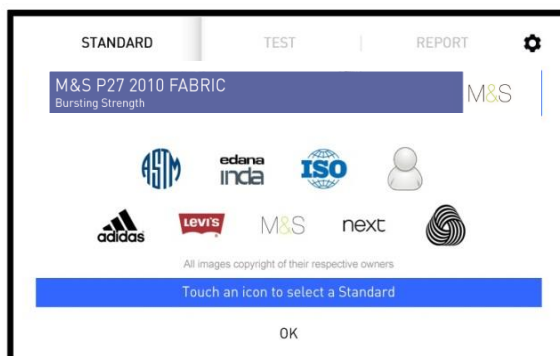 STANDARD TEST REPORT
M&S P27 2010 FABRIC
Bursting Strength
M&S
ASTM edana inda ISO
adidas LEVI'S M&S next
All images copyright of their respective owners
Touch an icon to select a Standard
OK